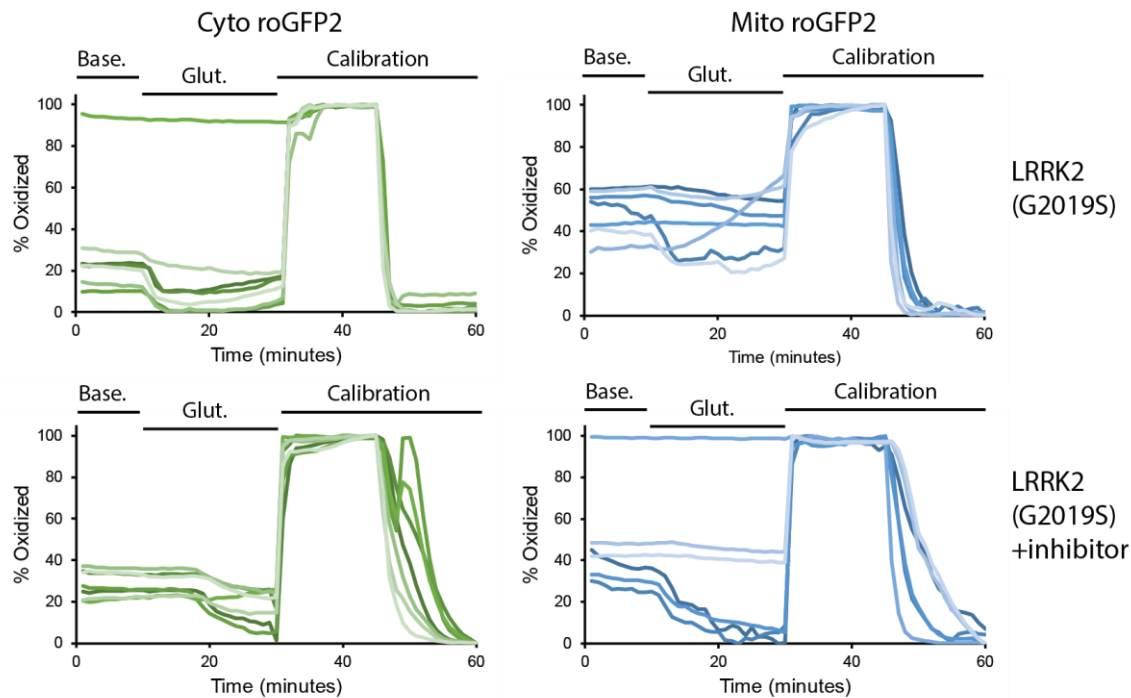 Cyto roGFP2
Mito roGFP2
Base.
Glut.
Calibration
% Oxidized
100
80
60
40
20
0
0
20
40
60
Time (minutes)
Base.
Glut.
Calibration
% Oxidized
100
80
60
40
20
0
0
20
40
60
Time (minutes)
LRRK2
(G2019S)
Base.
Glut.
Calibration
% Oxidized
100
80
60
40
20
0
0
20
40
60
Time (minutes)
Base.
Glut.
Calibration
% Oxidized
100
80
60
40
20
0
0
20
40
60
Time (minutes)
LRRK2
(G2019S)
+inhibitor